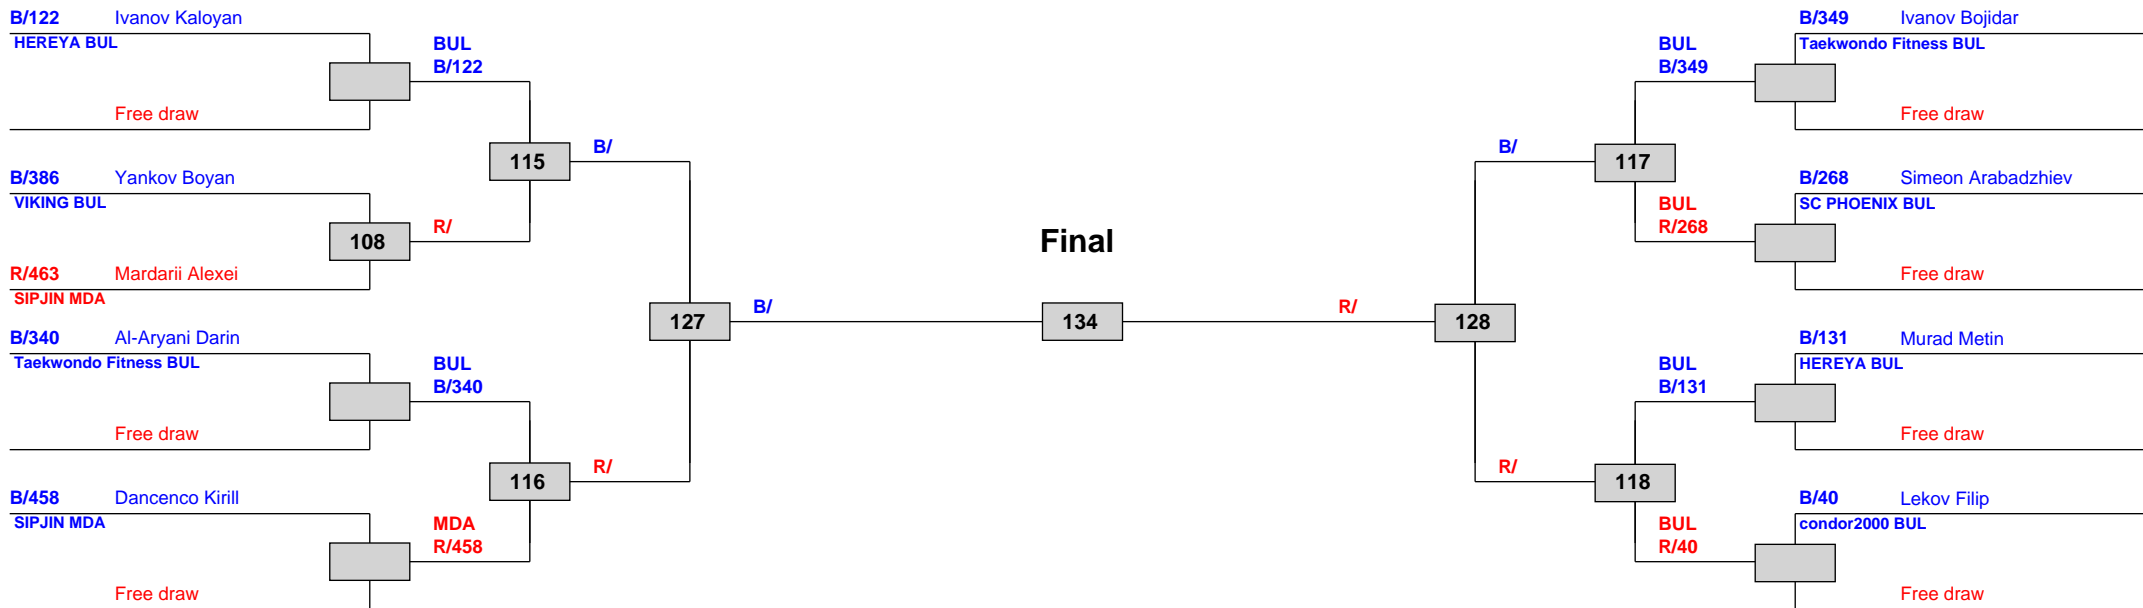 B/122 Ivanov Kaloyan
HEREYA BUL
Free draw
B/386 Yankov Boyan
VIKING BUL
R/463 Mardarii Alexei
SIPJIN MDA
B/340 Al-Aryani Darin
Taekwondo Fitness BUL
Free draw
B/458 Dancenco Kirill
SIPJIN MDA
Free draw
108
BUL
B/122
R/
BUL
B/340
MDA
R/458
115
116
B/
R/
127
B/
Final
134
R/
128
B/
R/
117
118
BUL
B/349
BUL
R/268
BUL
B/131
BUL
R/40
B/349 Ivanov Bojidar
Taekwondo Fitness BUL
Free draw
B/268 Simeon Arabadzhiev
SC PHOENIX BUL
Free draw
B/131 Murad Metin
HEREYA BUL
Free draw
B/40 Lekov Filip
condor2000 BUL
Free draw